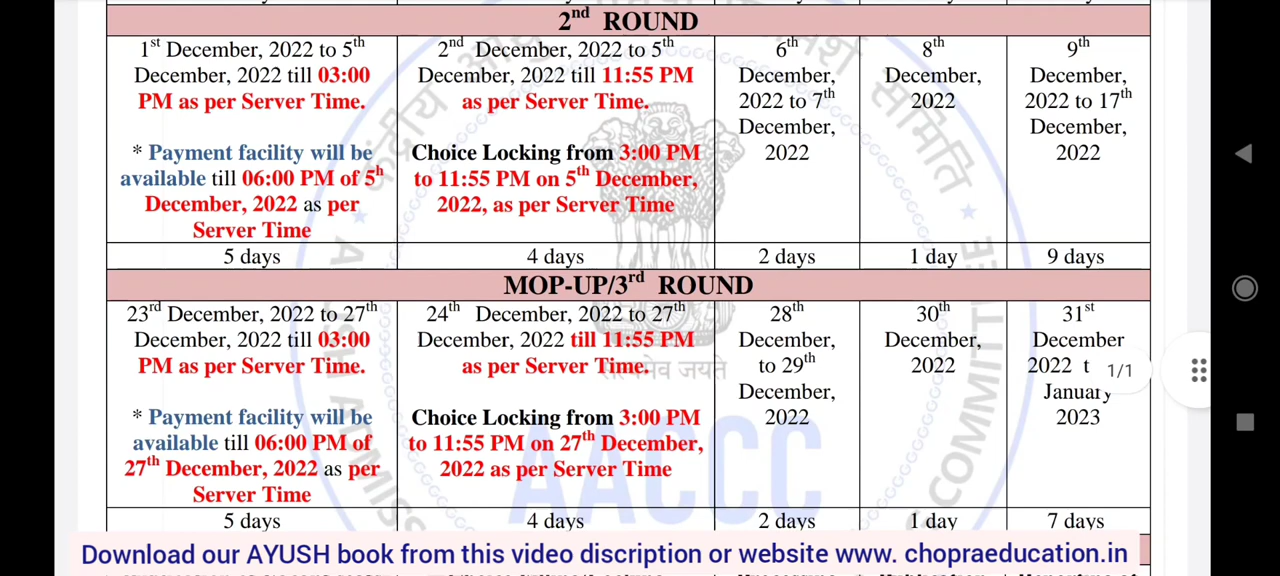 2nd ROUND
1st December, 2022 to 5th
December, 2022 till 03:00
PM as per Server Time.
* Payment facility will be
available till 06:00 PM of 5h
December, 2022 as per
Server Time
2nd December, 2022 to 5th
December, 2022 till 11:55 PM
as per Server Time.
Choice Locking from 3:00 PM
to 11:55 PM on 5th December,
2022, as per Server Time
6th
December,
2022 to 7th
December,
2022
8th
December,
2022
9th
December,
2022 to 17th
December,
2022
5 days
4 days
2 days
1 day
9 days
MOP-UP/3rd ROUND
23rd December, 2022 to 27th
December, 2022 till 03:00
PM as per Server Time.
* Payment facility will be
available till 06:00 PM of
27th December, 2022 as per
Server Time
24th December, 2022 to 27th
December, 2022 till 11:55 PM
as per Server Time.
Choice Locking from 3:00 PM
to 11:55 PM on 27th December,
2022 as per Server Time
28th
December,
to 29th
December,
2022
30th
December,
2022
31st
December
2022 t
January
2023
1/1
5 days
4 days
2 days
1 day
7 days
AACCC
सत्यमेव जयते
COMMITTEE
Download our AYUSH book from this video discription or website www. chopraeducation.in